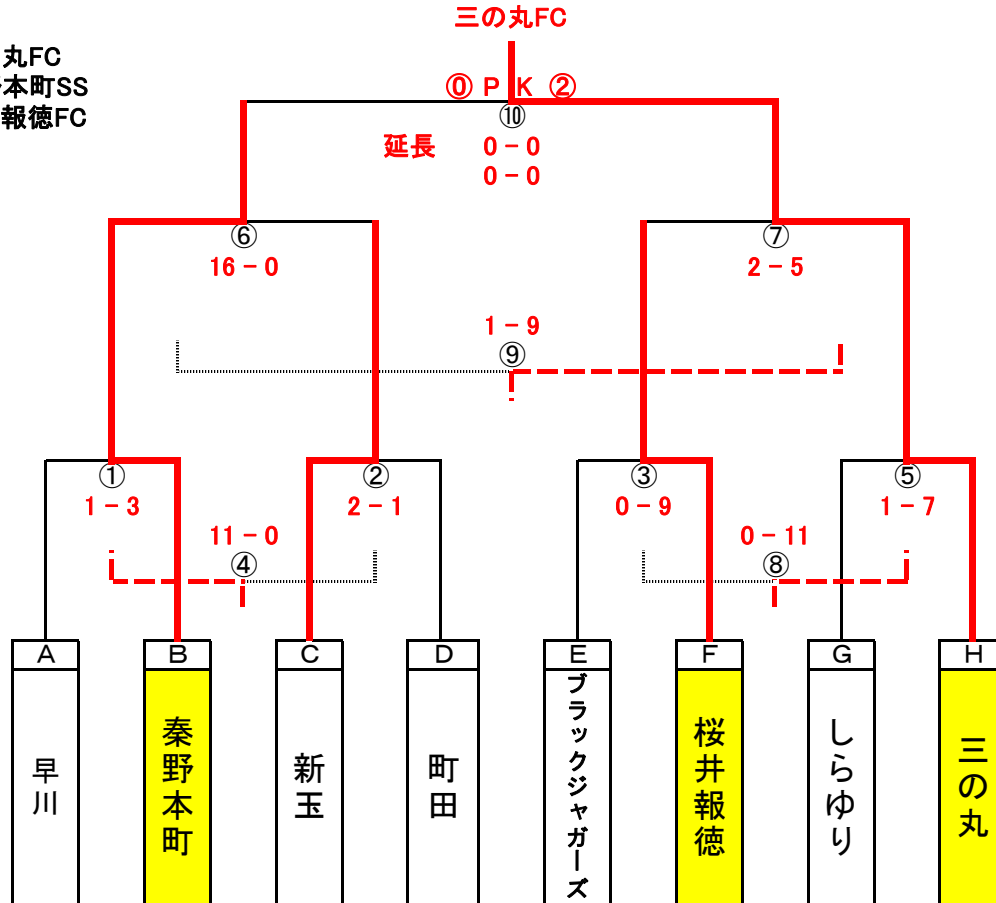 三の丸FC
丸FC
本町SS
報徳FC
⓪ P K ②
⑩
延長 0-0
0-0
⑥
16-0
⑦
2-5
1-9
⑨
①
1-3
②
2-1
③
0-9
⑤
1-7
11-0
④
0-11
⑧
A B C D E F G H
早川
秦野本町
新玉
町田
ブラックジャガーズ
桜井報徳
しらゆり
三の丸